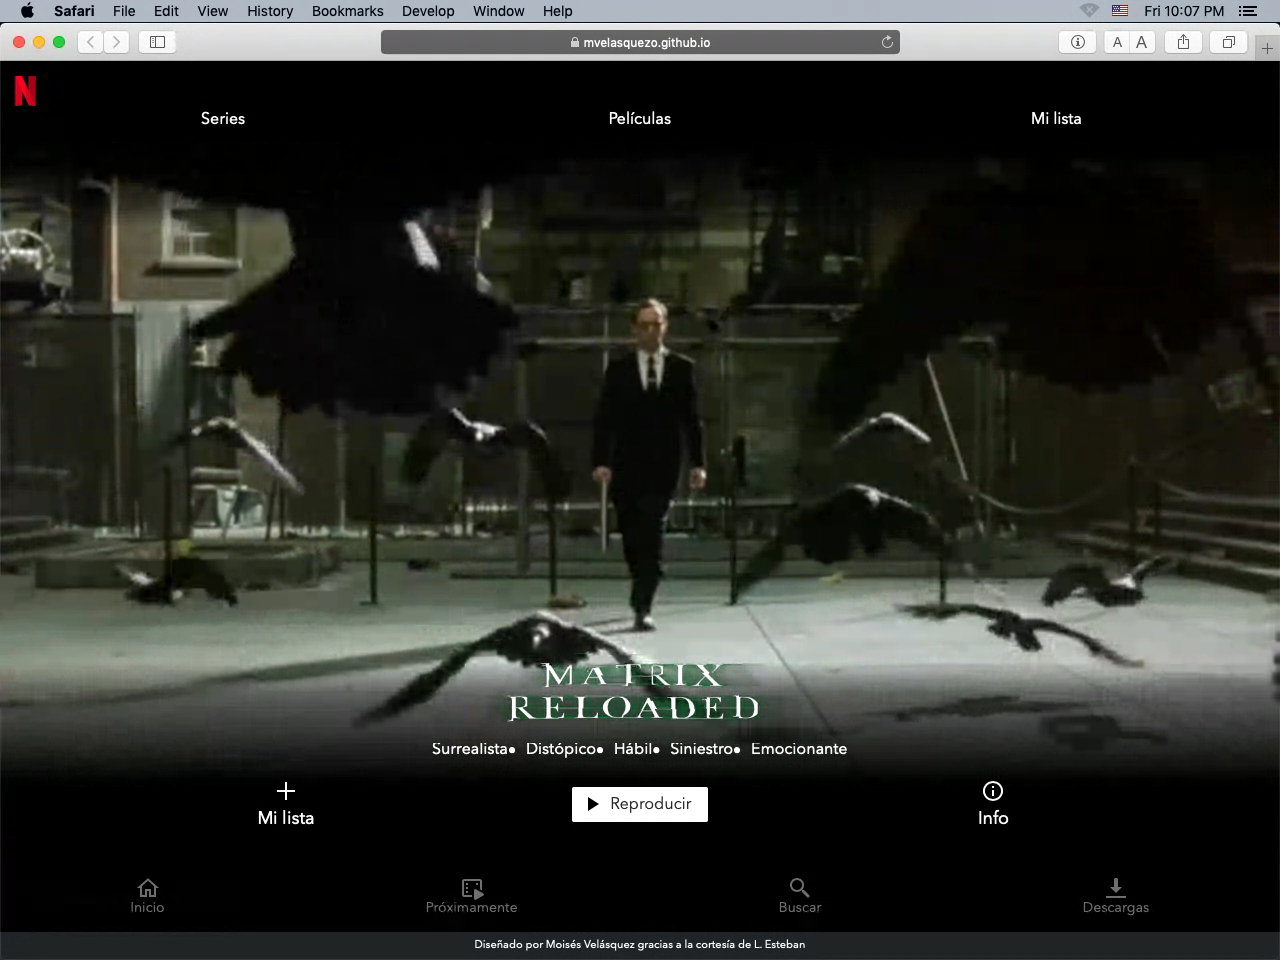 Safari File Edit View History Bookmarks Develop Window Help Fri 10:07 PM
mvelasquezo.github.io
A A
N
Series Películas Mi lista
MATRIX
RELOADED
Surrealista• Distópico• Hábil• Siniestro• Emocionante
Mi lista Reproducir Info
Inicio Próximamente Buscar Descargas
Diseñado por Moisés Velásquez gracias a la cortesía de L. Esteban